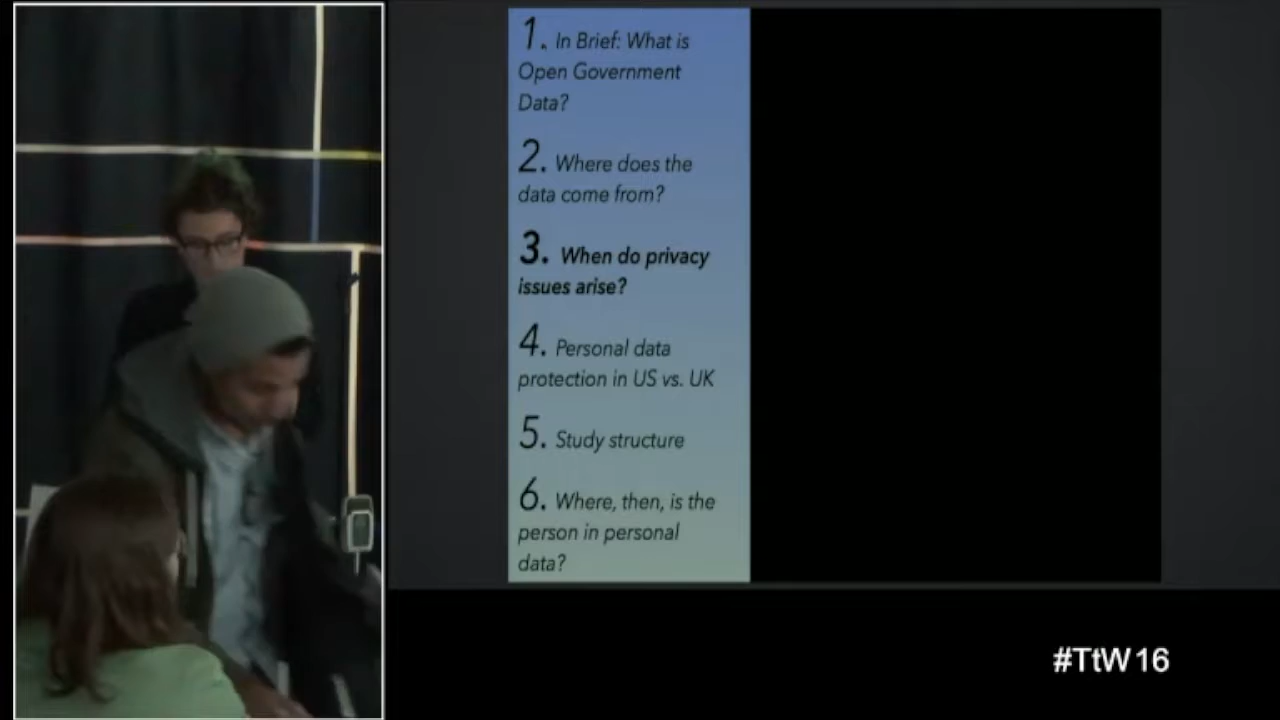 1. In Brief: What is
Open Government
Data?
2. Where does the
data come from?
3. When do privacy
issues arise?
4. Personal data
protection in US vs. UK
5. Study structure
6. Where, then, is the
person in personal
data?
#TtW16